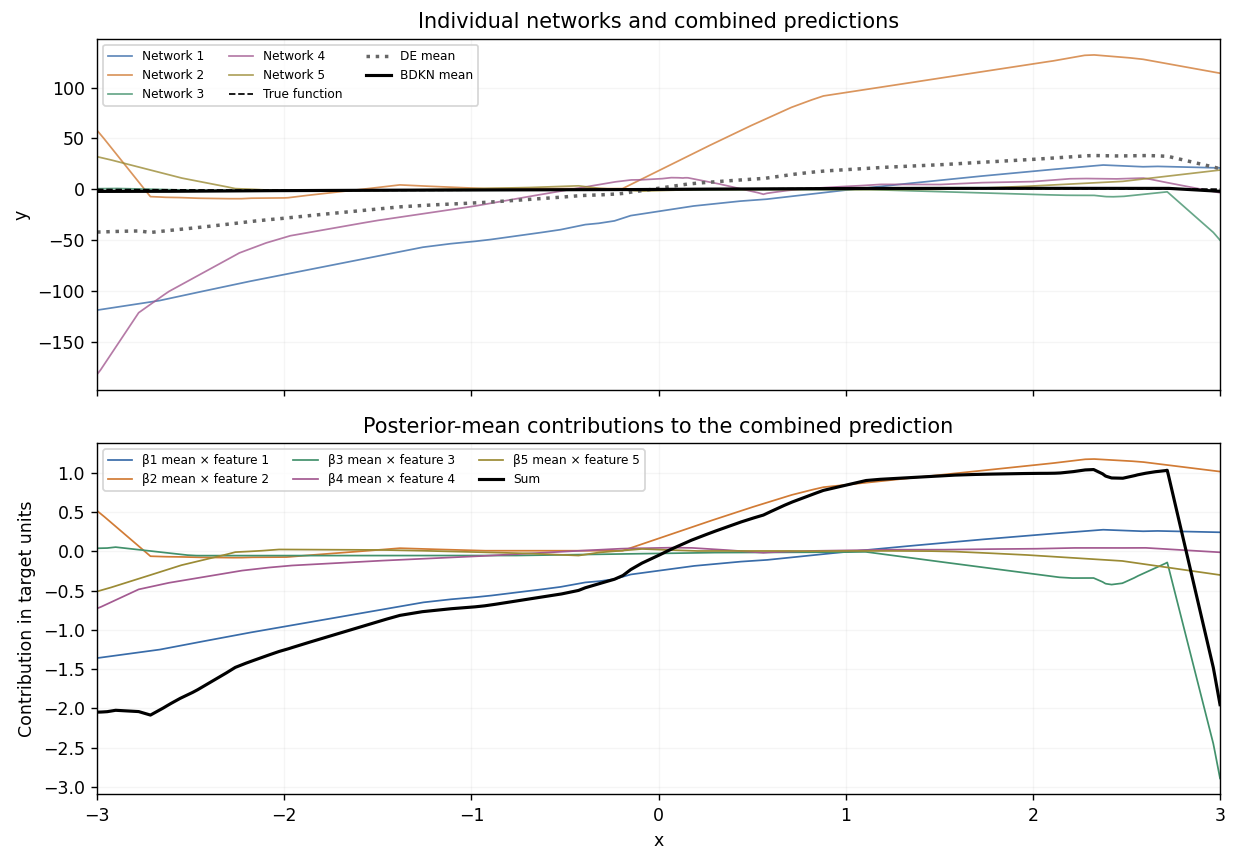 Individual networks and combined predictions
Network 1
Network 2
Network 3
Network 4
Network 5
True function
DE mean
BDKN mean
100
50
0
−50
−100
−150
y
Posterior-mean contributions to the combined prediction
β1 mean × feature 1
β2 mean × feature 2
β3 mean × feature 3
β4 mean × feature 4
β5 mean × feature 5
Sum
1.0
0.5
0.0
−0.5
−1.0
−1.5
−2.0
−2.5
−3.0
Contribution in target units
−3 −2 −1 0 1 2 3
x